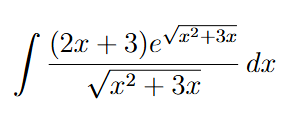 ∫ (2x + 3)e^{√(x²+3x)} / √(x² + 3x) dx